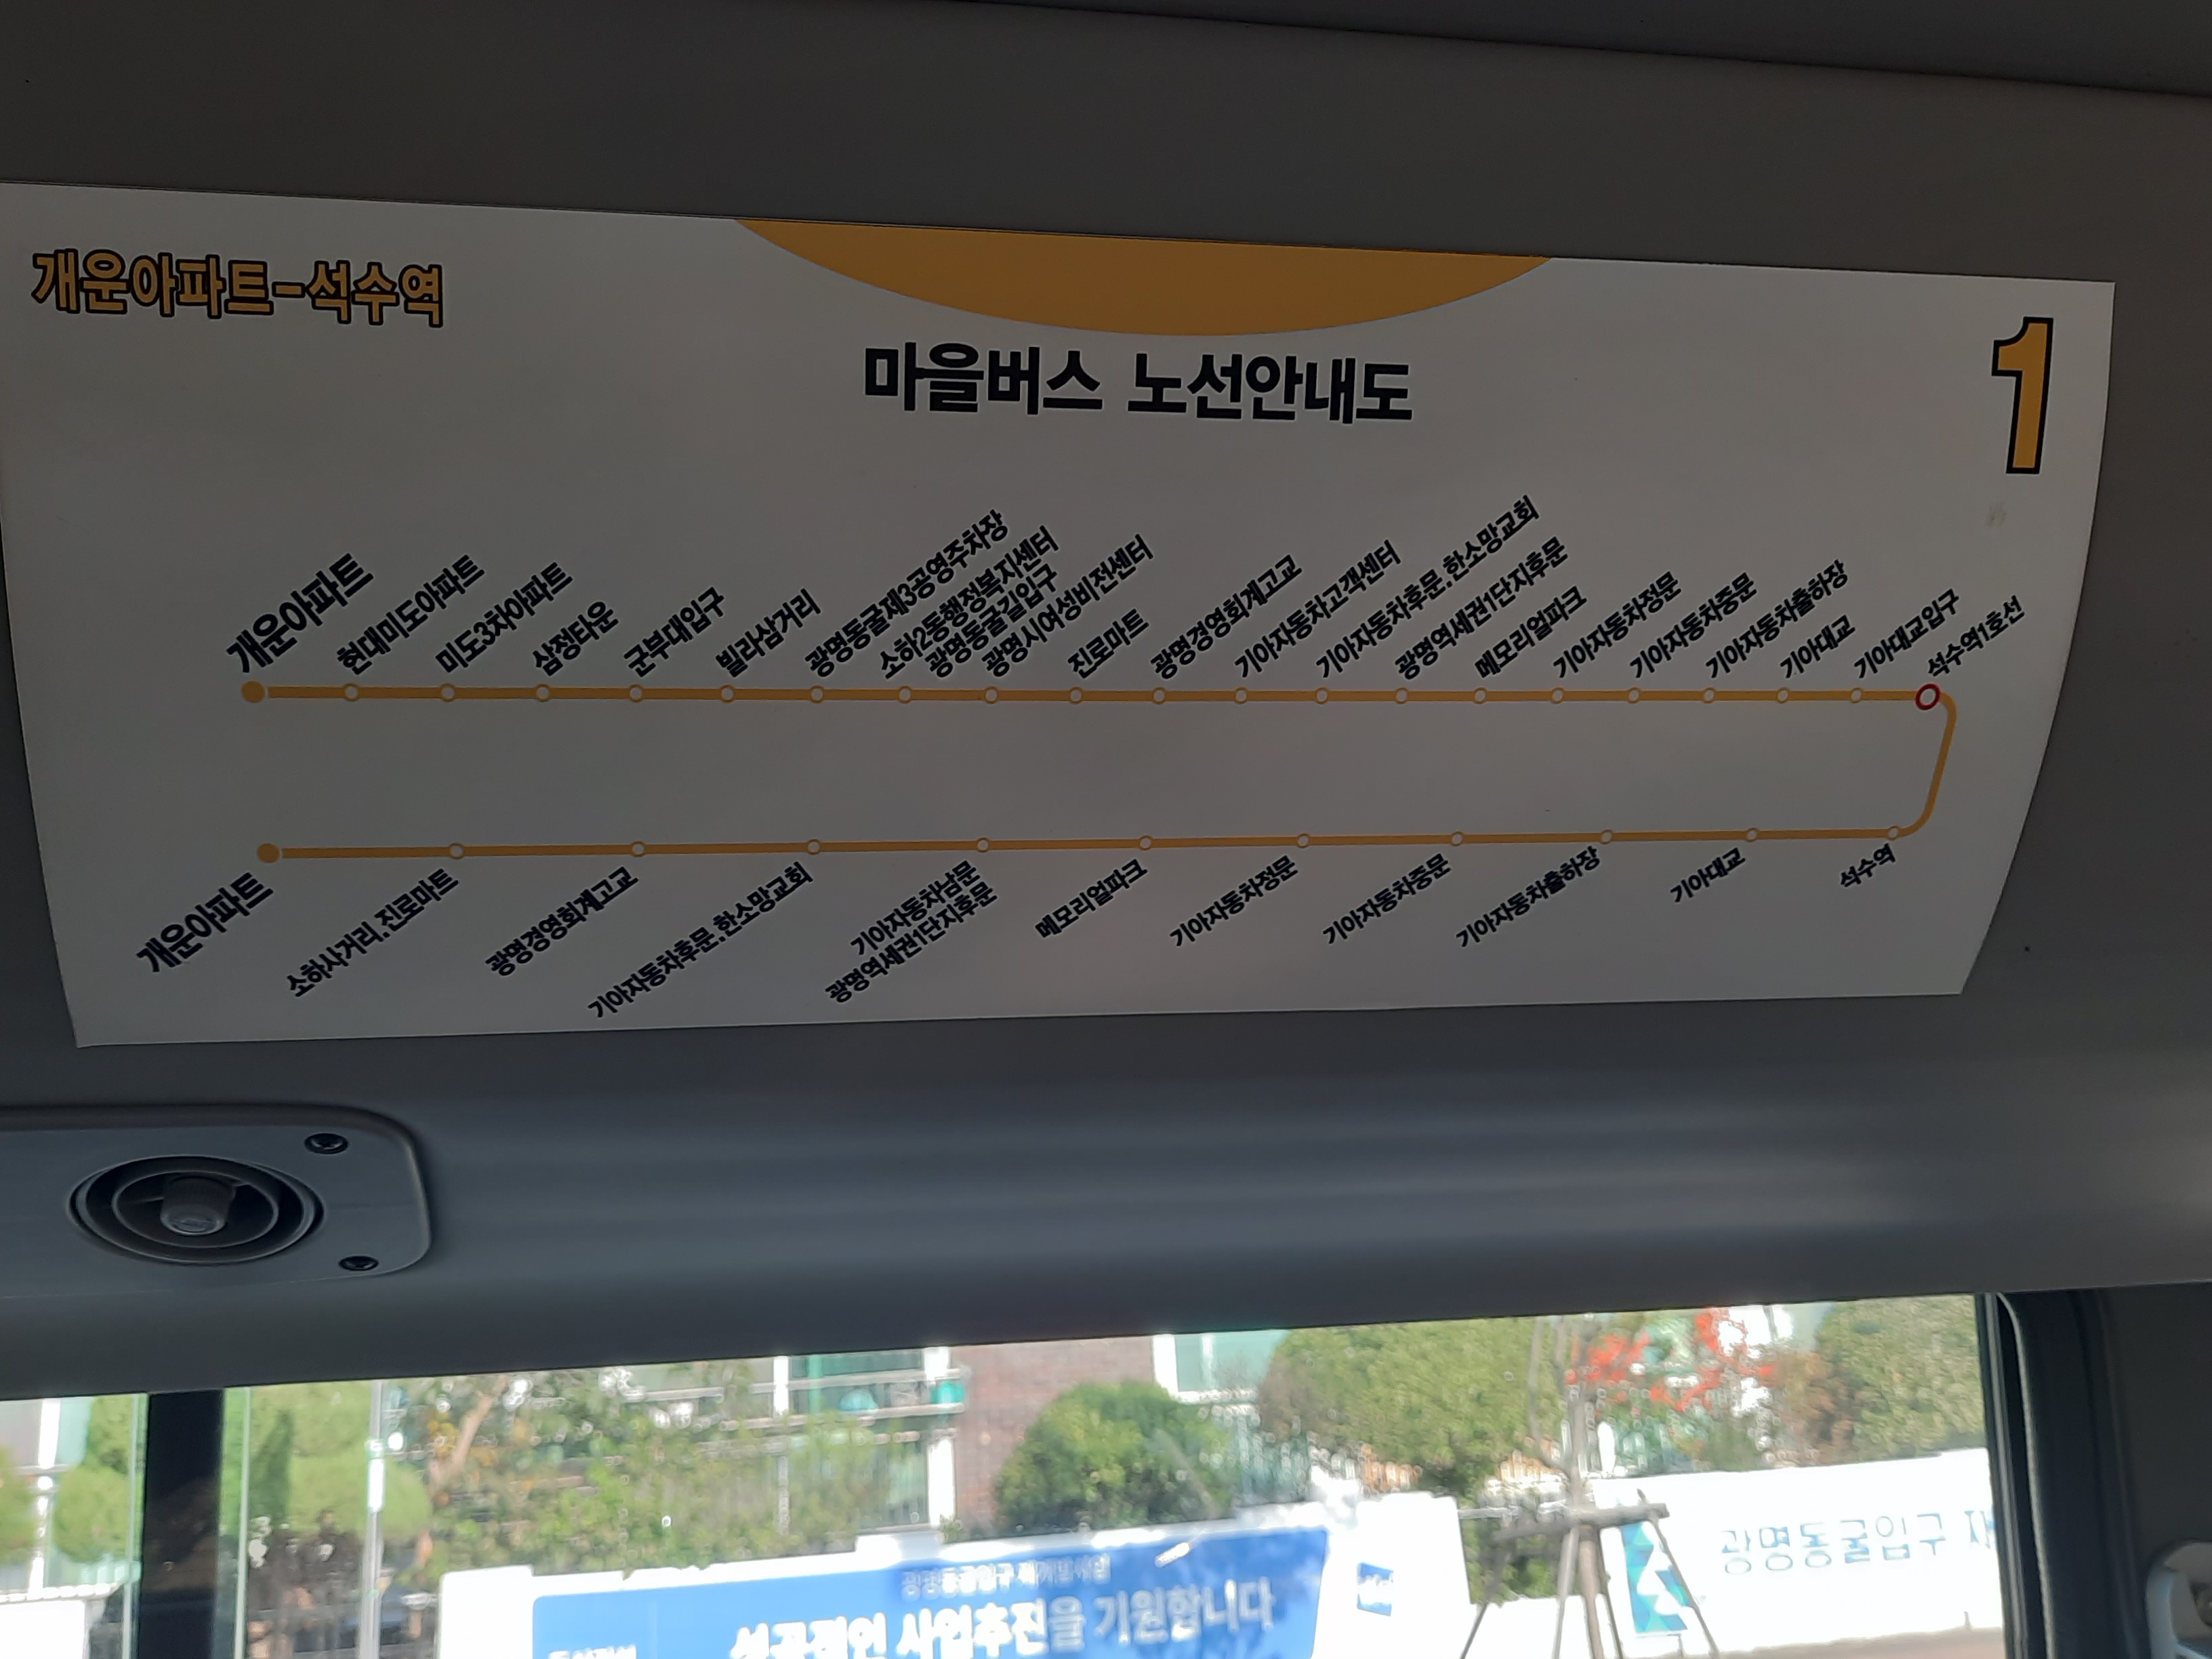 개운아파트-석수역
마을버스 노선안내도
1
개운아파트
현대미도아파트
미도3차아파트
삼정타운
군부대입구
빌라삼거리
광명동굴제3공영주차장
소하2동행정복지센터
광명동굴길입구
광명시여성비전센터
진로마트
광명경영회계고교
기아자동차고객센터
기아자동차후문.한소망교회
광명역세권1단지후문
메모리얼파크
기아자동차정문
기아자동차중문
기아자동차출하장
기아대교
기아대교입구
석수역1호선
개운아파트
소하사거리.진로마트
광명경영회계고교
기아자동차후문.한소망교회
기아자동차남문
광명역세권1단지후문
메모리얼파크
기아자동차정문
기아자동차중문
기아자동차출하장
기아대교
석수역
광명동굴입구 재
광명동굴입구 재개발사업
성공적인 사업추진을 기원합니다